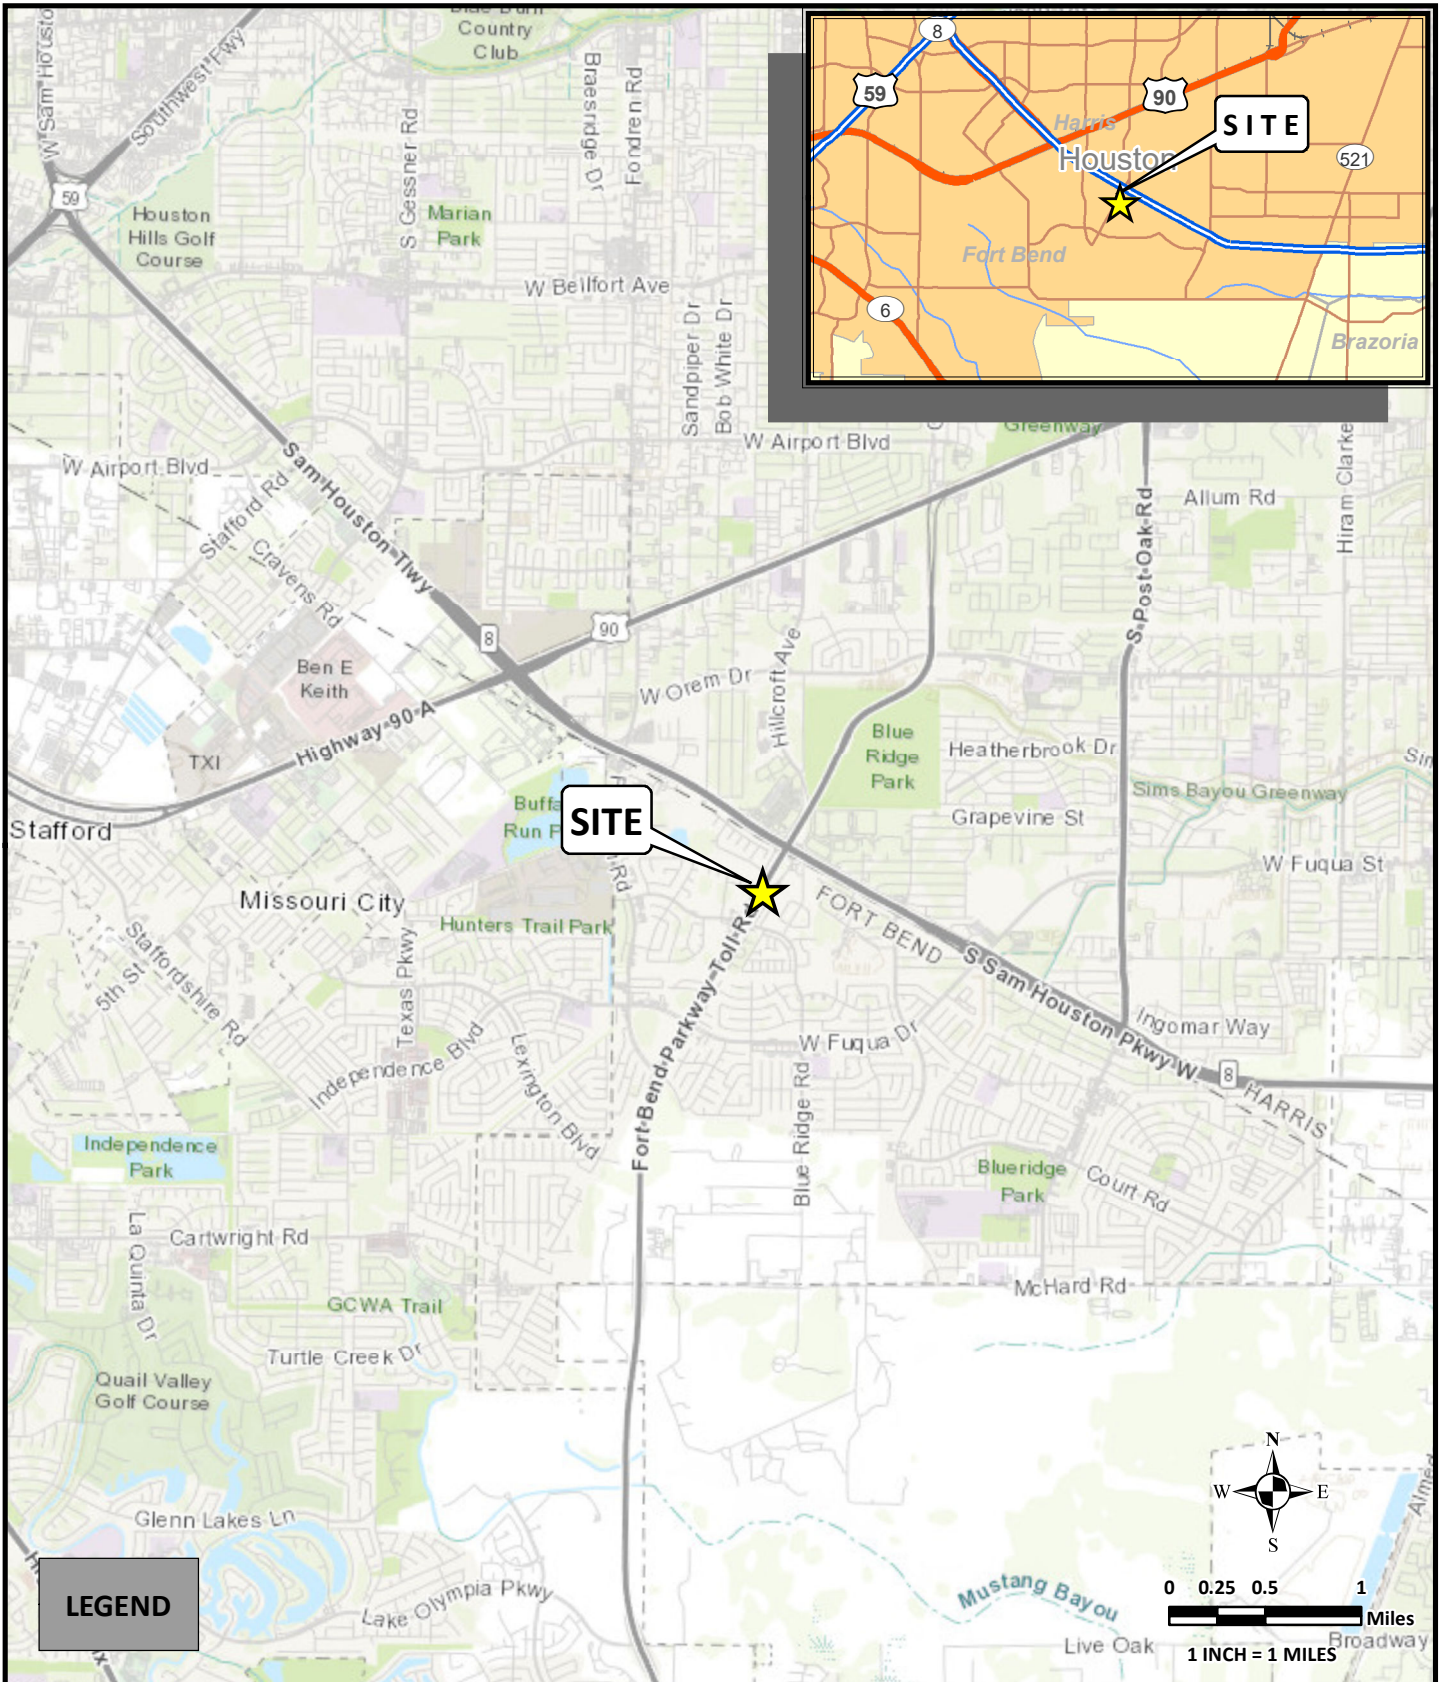 Country
Club
W Sam Housto
Southwest Fwy
S Gessner Rd
Braesridge Dr
Fondren Rd
59
Houston
Hills Golf
Course
Marian
Park
W Bellfort Ave
Sandpiper Dr
Bob White Dr
8
59
90
Harris
SITE
Houston
521
Fort Bend
6
Brazoria
Greenway
W Airport Blvd
W Airport Blvd
Stafford Rd
Sam Houston Tlwy
Cravens Rd
Allum Rd
Hiram Clarke
S Post Oak Rd
8
90
Ben E
Keith
W Orem Dr
Hillcroft Ave
Highway 90 A
TXI
Blue
Ridge
Park
Heatherbrook Dr
Sim
Sims Bayou Greenway
Stafford
Buffa
Run P
SITE
Rd
Grapevine St
W Fuqua St
Missouri City
Hunters Trail Park
FORT BEND
Staffordshire Rd
5th St
Texas Pkwy
Fort Bend Parkway Toll Rd
S Sam Houston Pkwy W
Independence Blvd
Lexington Blvd
W Fuqua Dr
Ingomar Way
8
HARRIS
Blue Ridge Rd
Independence
Park
Blueridge
Park
Court Rd
La Quinta Dr
Cartwright Rd
McHard Rd
GCWA Trail
Turtle Creek Dr
Quail Valley
Golf Course
N
W E
S
Glenn Lakes Ln
Almed
LEGEND
Lake Olympia Pkwy
Mustang Bayou
0 0.25 0.5 1
Miles
Live Oak
Broadway
1 INCH = 1 MILES